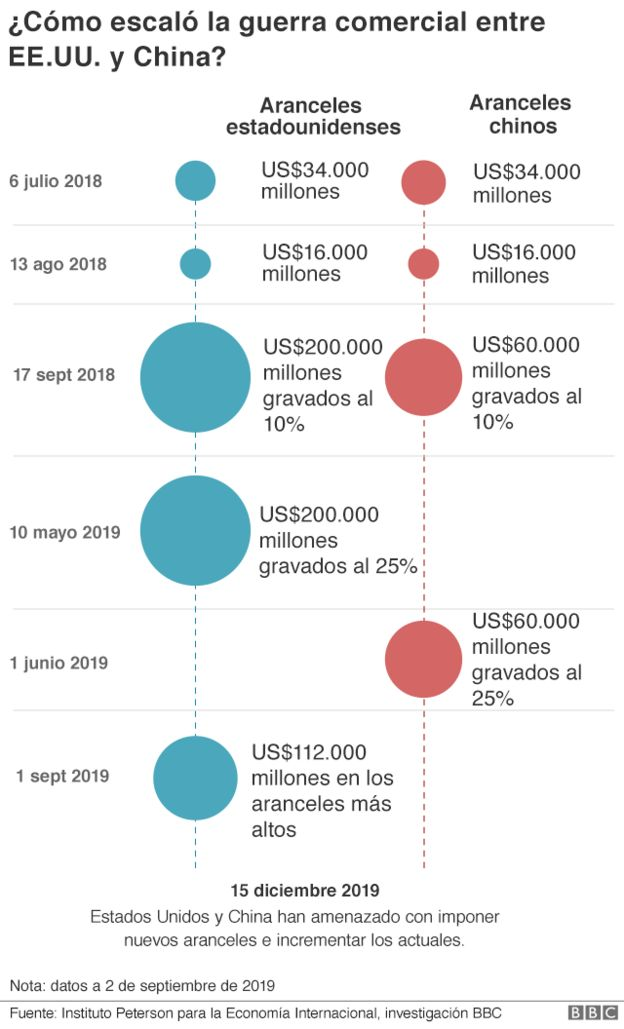 ¿Cómo escaló la guerra comercial entre
EE.UU. y China?
Aranceles
estadounidenses
Aranceles
chinos
6 julio 2018
US$34.000
millones
US$34.000
millones
13 ago 2018
US$16.000
millones
US$16.000
millones
17 sept 2018
US$200.000
millones
gravados al
10%
US$60.000
millones
gravados al
10%
10 mayo 2019
US$200.000
millones
gravados al 25%
1 junio 2019
US$60.000
millones
gravados al
25%
1 sept 2019
US$112.000
millones en los
aranceles más
altos
15 diciembre 2019
Estados Unidos y China han amenazado con imponer
nuevos aranceles e incrementar los actuales.
Nota: datos a 2 de septiembre de 2019
Fuente: Instituto Peterson para la Economía Internacional, investigación BBC
BBC